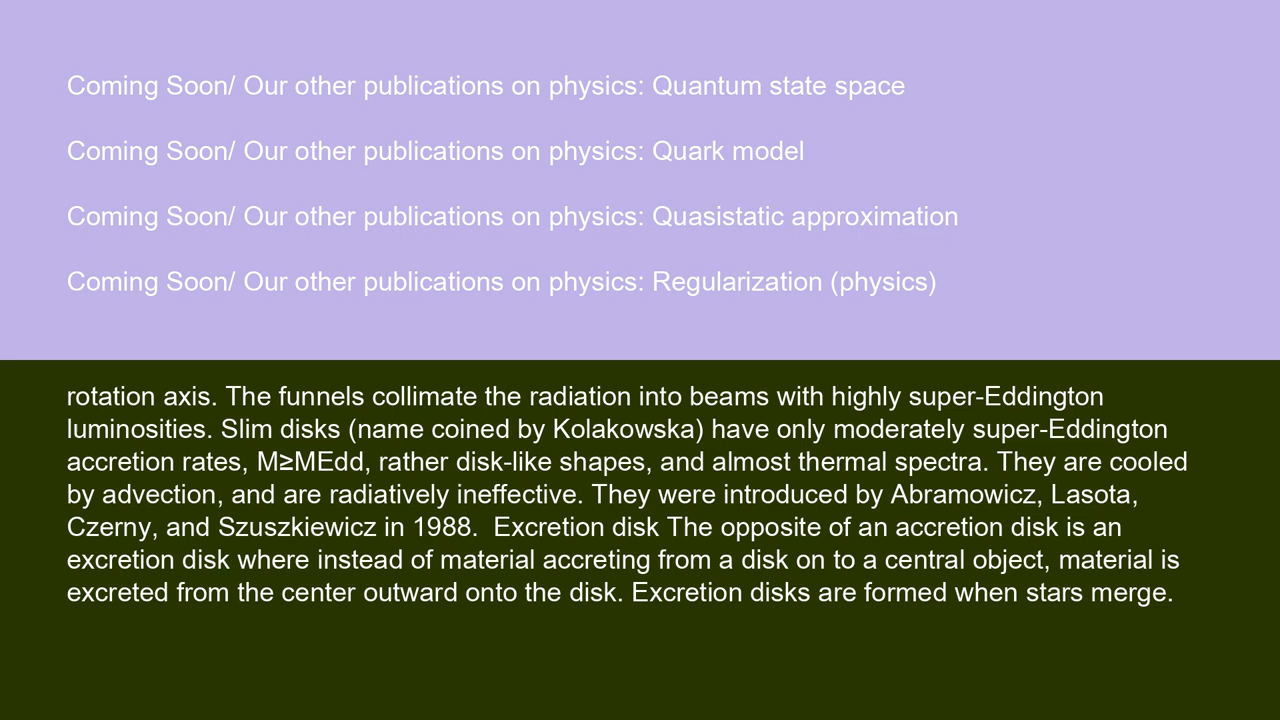 Coming Soon/ Our other publications on physics: Quantum state space
Coming Soon/ Our other publications on physics: Quark model
Coming Soon/ Our other publications on physics: Quasistatic approximation
Coming Soon/ Our other publications on physics: Regularization (physics)
rotation axis. The funnels collimate the radiation into beams with highly super-Eddington
luminosities. Slim disks (name coined by Kolakowska) have only moderately super-Eddington
accretion rates, M≥MEdd, rather disk-like shapes, and almost thermal spectra. They are cooled
by advection, and are radiatively ineffective. They were introduced by Abramowicz, Lasota,
Czerny, and Szuszkiewicz in 1988.  Excretion disk The opposite of an accretion disk is an
excretion disk where instead of material accreting from a disk on to a central object, material is
excreted from the center outward onto the disk. Excretion disks are formed when stars merge.